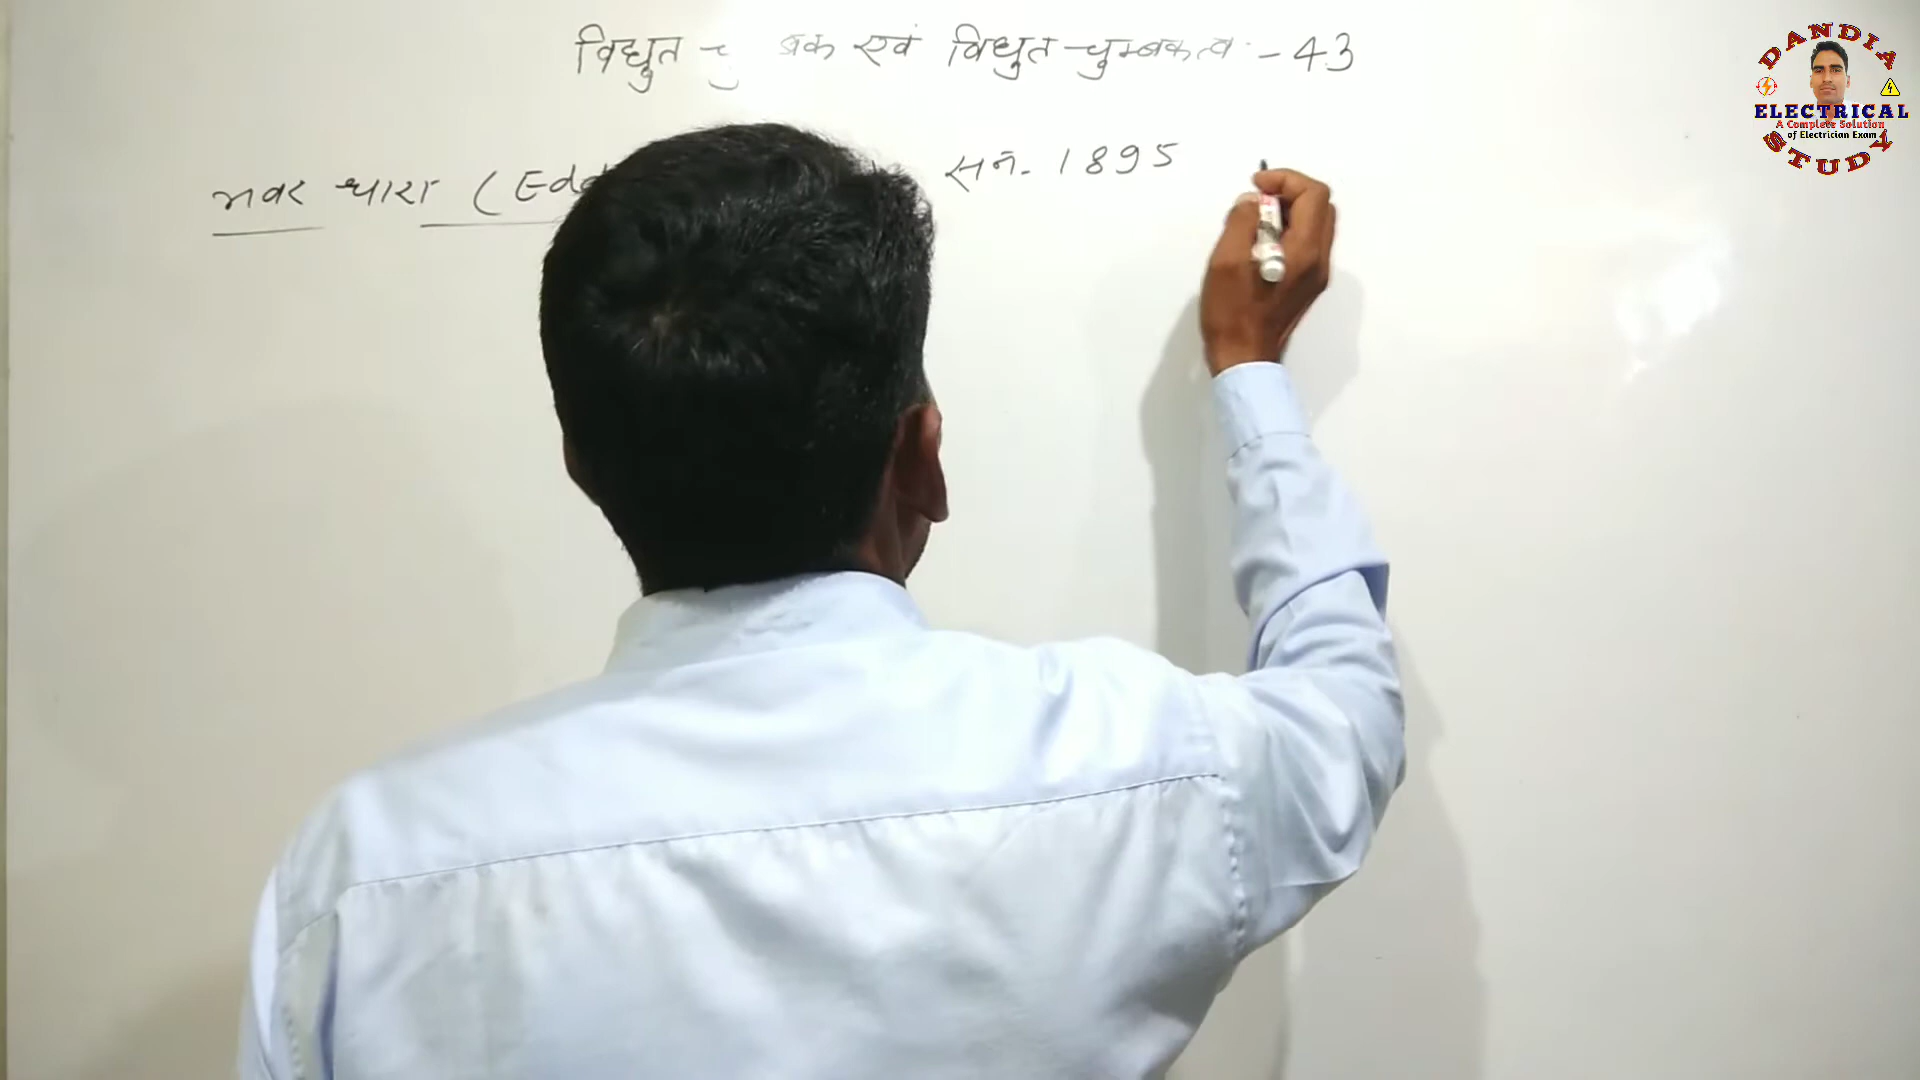 विद्युत चु बक एवं विद्युत चुम्बकत्व :- 43
भवर धारा ( Edd सन्. 1895
DANDIA
ELECTRICAL
A Complete Solution
of Electrician Exam
STUDY